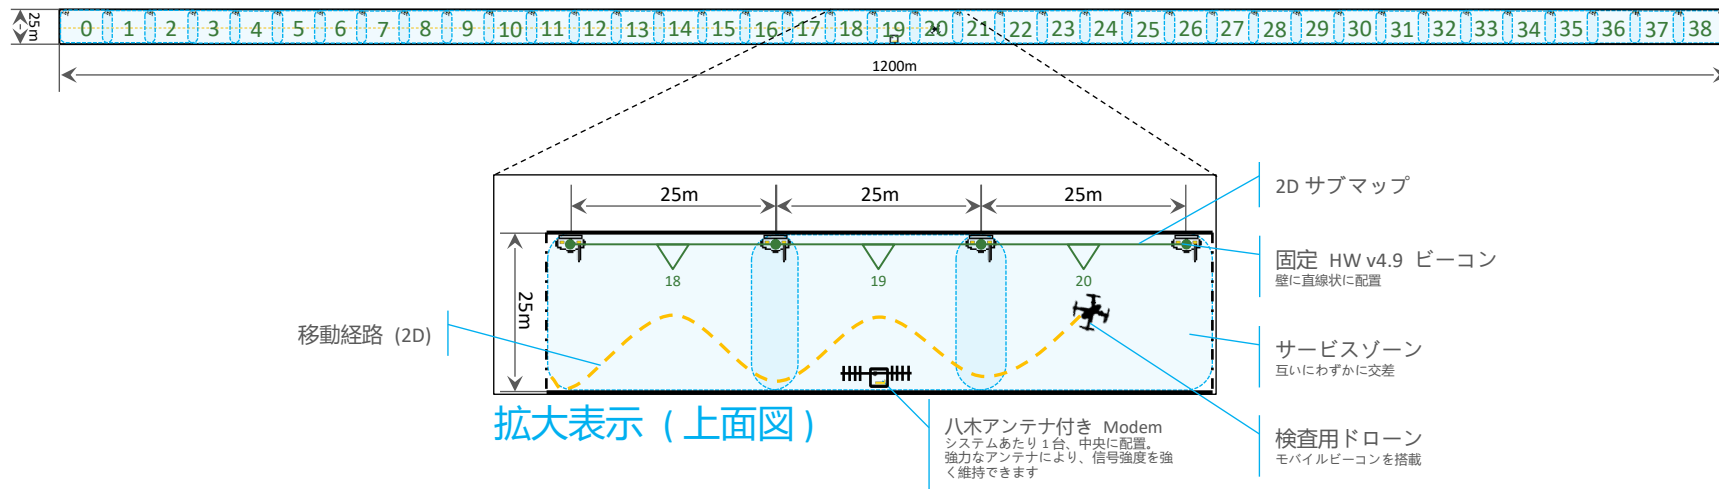 25m
0 1 2 3 4 5 6 7 8 9 10 11 12 13 14 15 16 17 18 19 20 21 22 23 24 25 26 27 28 29 30 31 32 33 34 35 36 37 38
1200m
25m 25m 25m
2D サブマップ
固定 HW v4.9 ビーコン
壁に直線状に配置
18 19 20
25m
移動経路 (2D)
サービスゾーン
互いにわずかに交差
拡大表示 ( 上面図 )
八木アンテナ付き Modem
システムあたり 1 台、中央に配置。
強力なアンテナにより、信号強度を強
く維持できます
検査用ドローン
モバイルビーコンを搭載